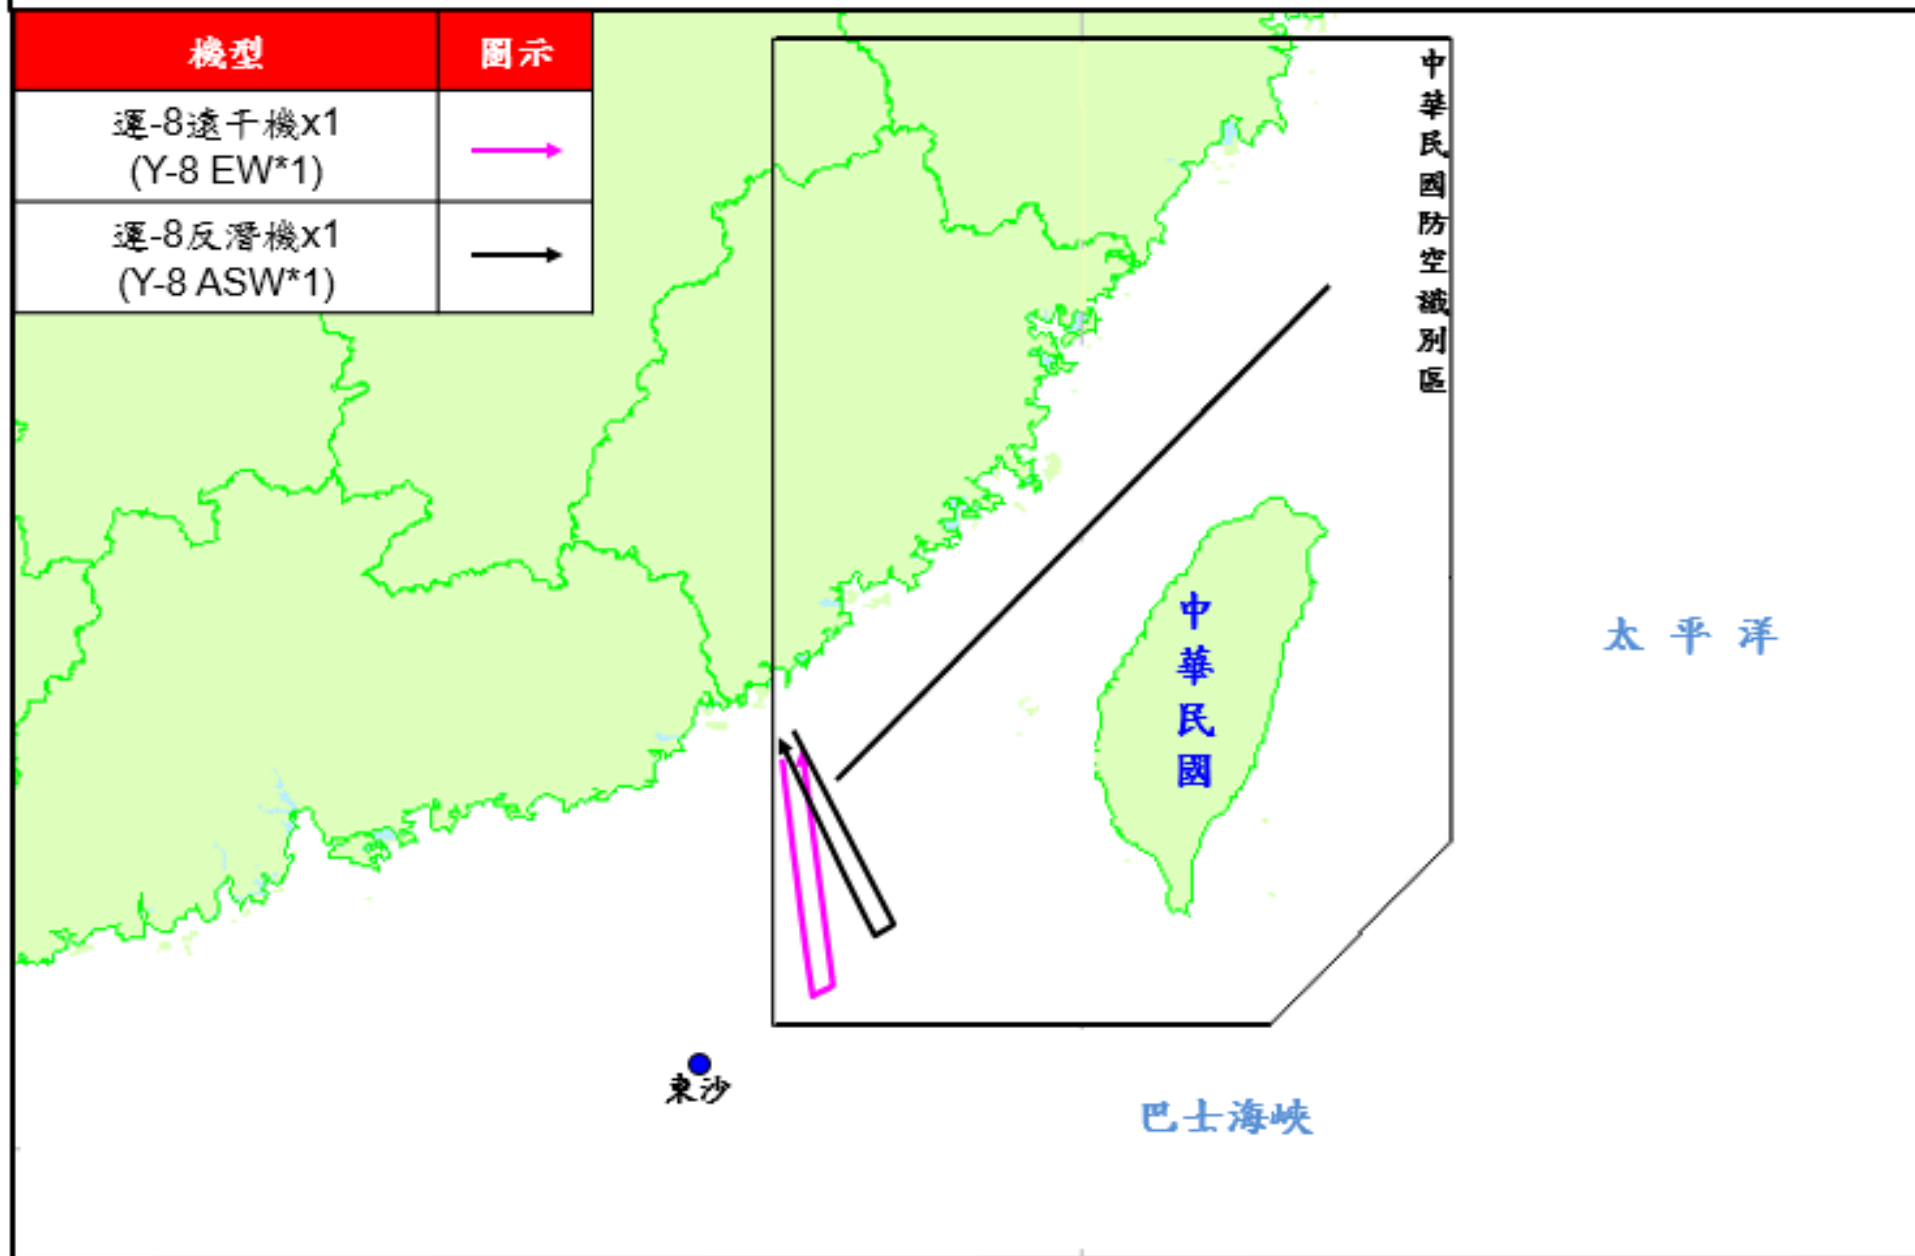 機型
圖示
運-8遠干機x1
(Y-8 EW*1)
運-8反潛機x1
(Y-8 ASW*1)
中華民國防空識別區
中華民國
太平洋
東沙
巴士海峽